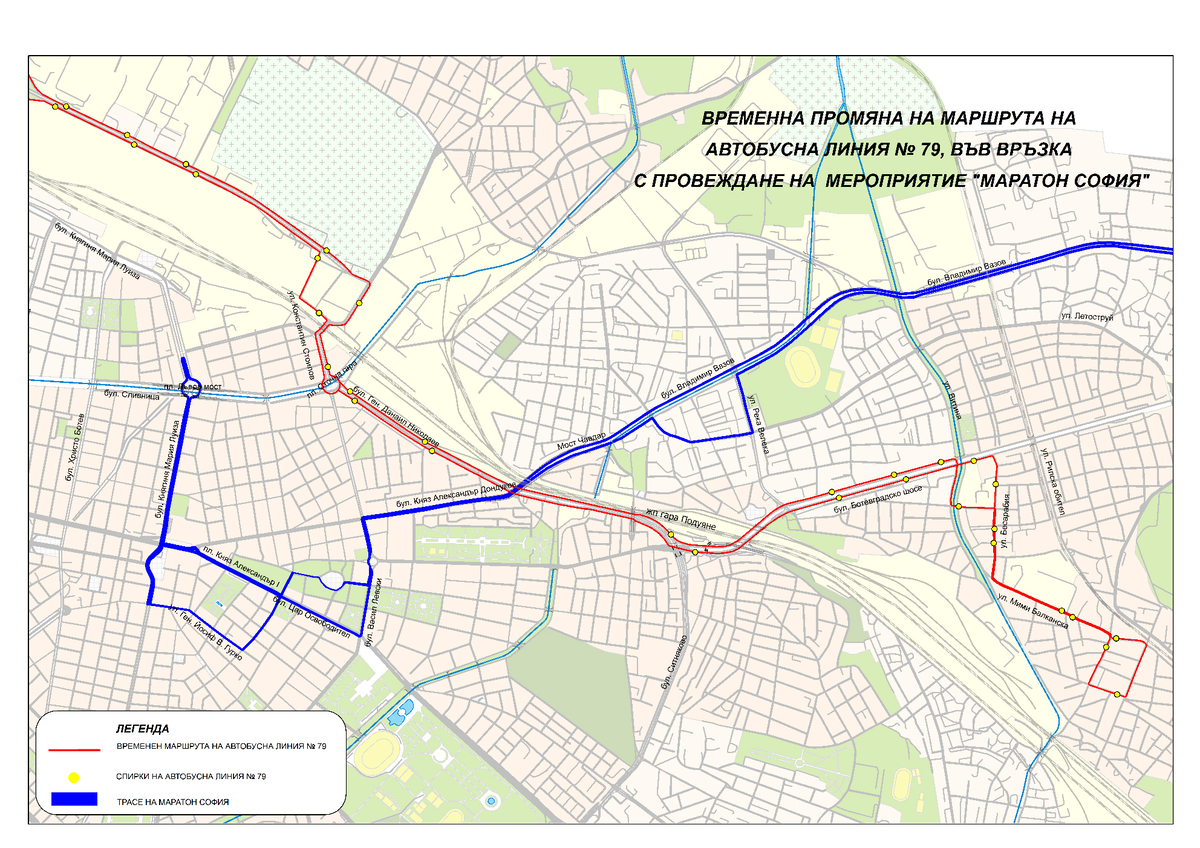 ВРЕМЕННА ПРОМЯНА НА МАРШРУТА НА
АВТОБУСНА ЛИНИЯ № 79, ВЪВ ВРЪЗКА
С ПРОВЕЖДАНЕ НА МЕРОПРИЯТИЕ "МАРАТОН СОФИЯ"
бул. Княгиня Мария Луиза
бул. Владимир Вазов
ул. Летоструй
ул. Константин Стоилов
пл. Лъвов мост
бул. Сливница
бул. Ген. Данаил Николаев
бул. Владимир Вазов
ул. Река Велека
ул. Витиня
бул. Христо Ботев
бул. Княгиня Мария Луиза
Мост Чавдар
ул. Рилска обител
бул. Княз Александър Дондуков
бул. Ботевградско шосе
жп гара Подуяне
ул. Бесарабия
пл. Княз Александър I
бул. Цар Освободител
бул. Васил Левски
ул. Ген. Йосиф В. Гурко
ул. Мими Балканска
бул. Ситняково
ЛЕГЕНДА
ВРЕМЕНЕН МАРШРУТА НА АВТОБУСНА ЛИНИЯ № 79
СПИРКИ НА АВТОБУСНА ЛИНИЯ № 79
ТРАСЕ НА МАРАТОН СОФИЯ